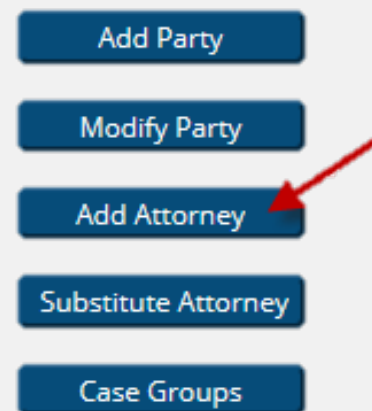 Add Party
Modify Party
Add Attorney
Substitute Attorney
Case Groups